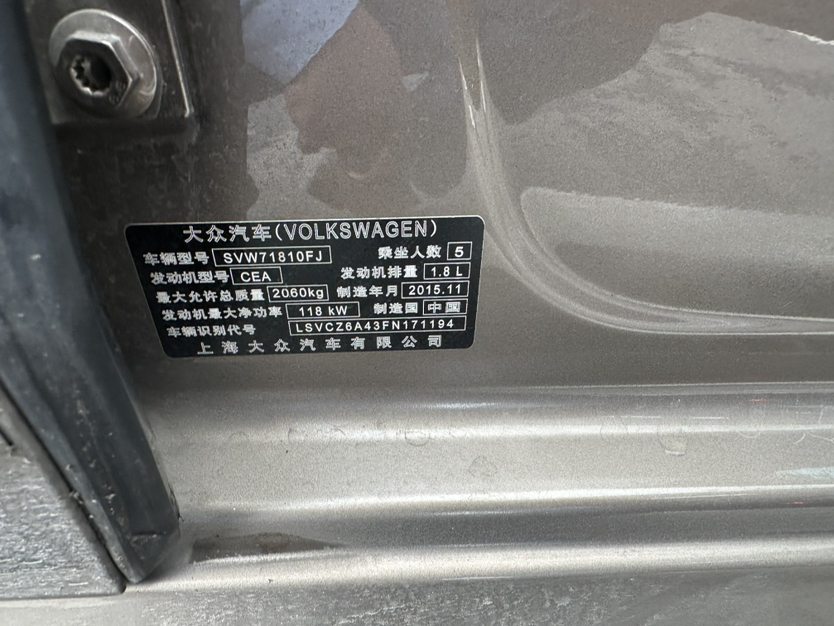 大众汽车(VOLKSWAGEN)
车辆型号 SVW71810FJ 乘坐人数 5
发动机型号 CEA 发动机排量 1.8 L
最大允许总质量 2060kg 制造年月 2015.11
发动机最大净功率 118 kW 制造国 中國
车辆识别代号 LSVCZ6A43FN171194
上海大众汽车有限公司